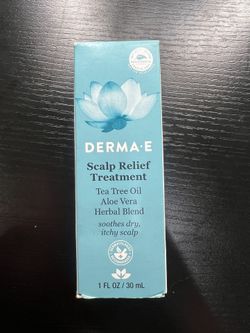 DERMA·E
Scalp Relief
Treatment
Tea Tree Oil
Aloe Vera
Herbal Blend
soothes dry,
itchy scalp
1 FL OZ / 30 mL